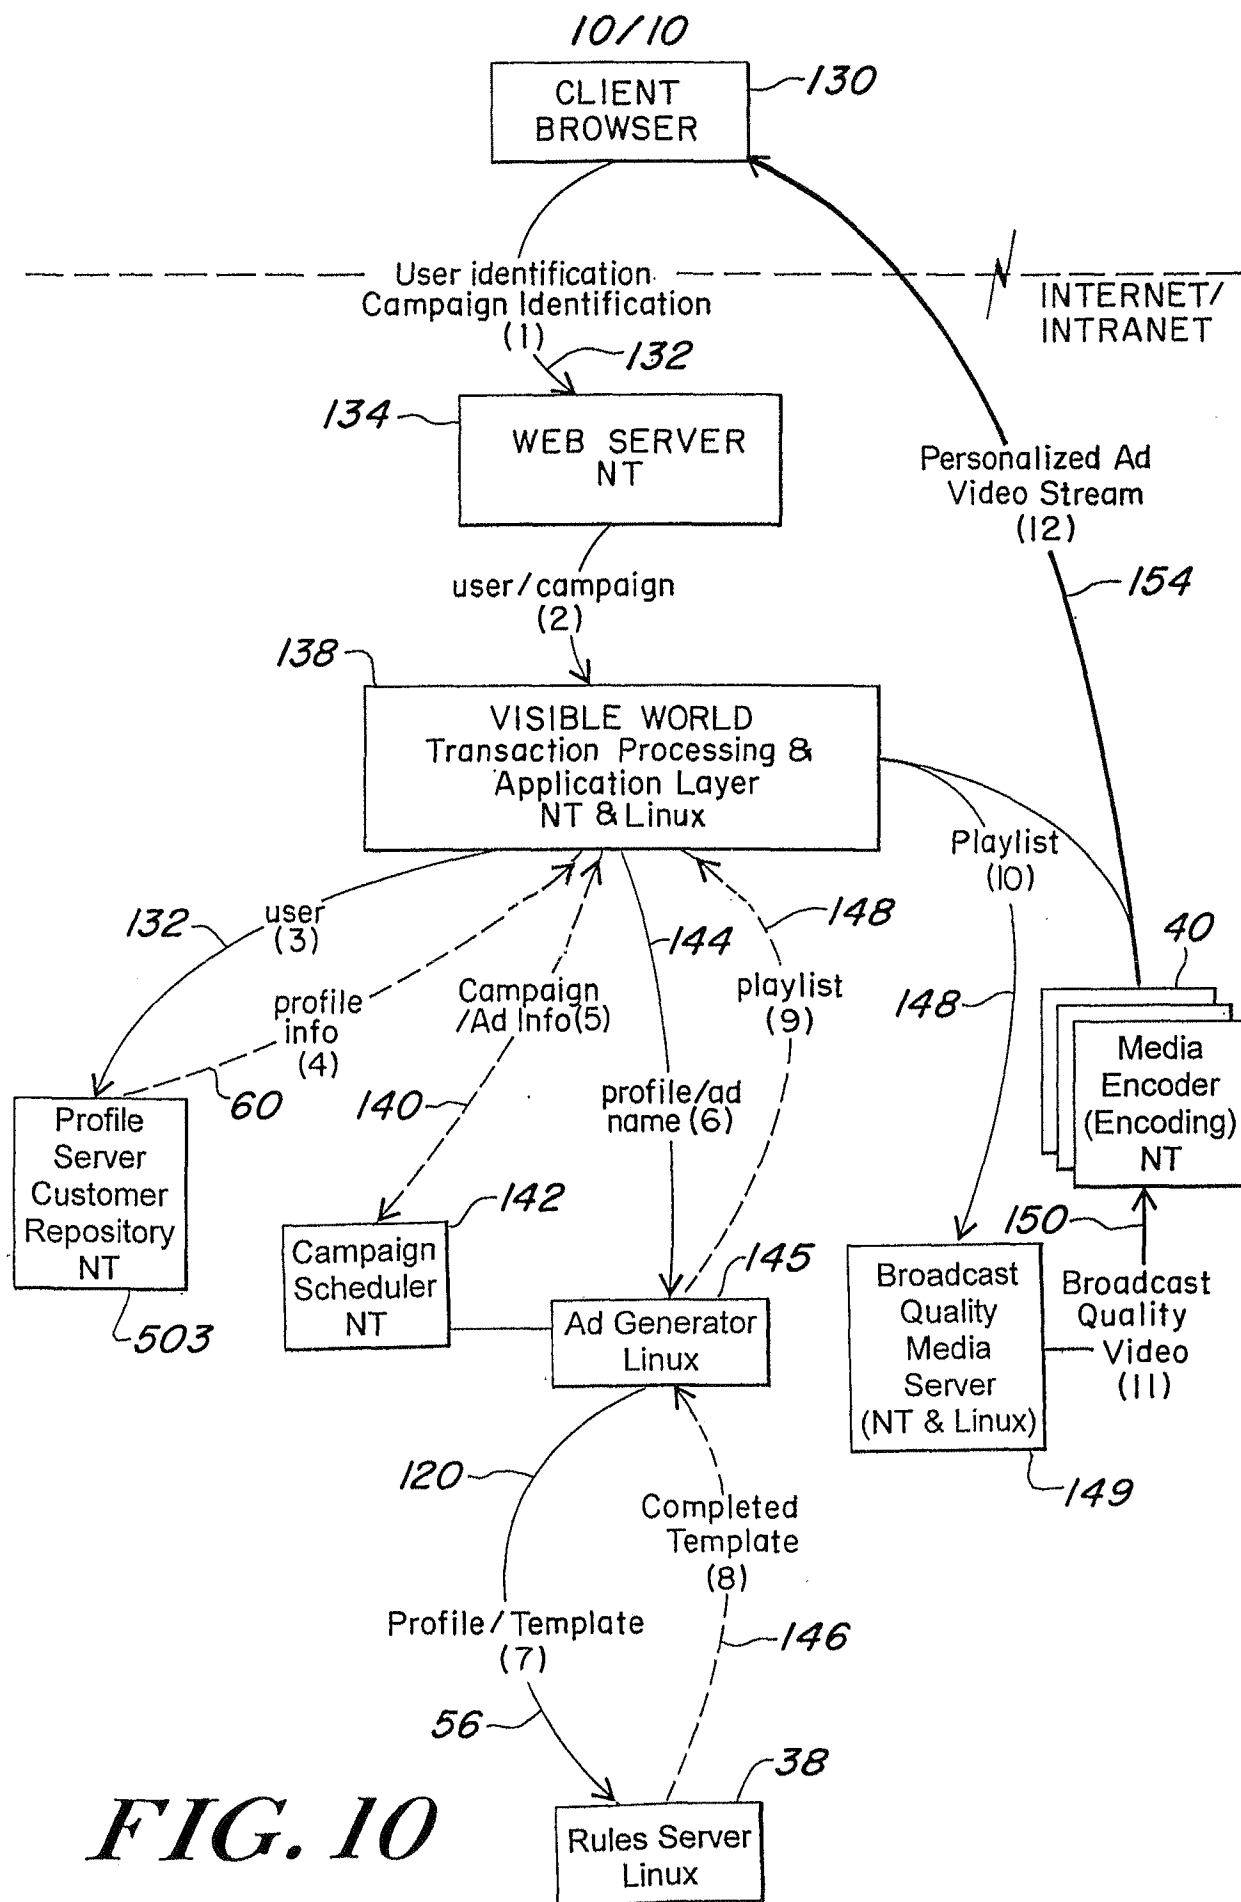 10/10
CLIENT
BROWSER
130
User identification
Campaign Identification
(1)
132
INTERNET/
INTRANET
134
WEB SERVER
NT
Personalized Ad
Video Stream
(12)
154
user/campaign
(2)
138
VISIBLE WORLD
Transaction Processing &
Application Layer
NT & Linux
Playlist
(10)
132
user
(3)
144
148
40
profile
info
(4)
60
Campaign
/Ad Info(5)
140
playlist
(9)
148
profile/ad
name(6)
Media
Encoder
(Encoding)
NT
Profile
Server
Customer
Repository
NT
503
142
Campaign
Scheduler
NT
145
Ad Generator
Linux
150
Broadcast
Quality
Media
Server
(NT & Linux)
149
Broadcast
Quality
Video
(11)
120
Completed
Template
(8)
146
Profile/Template
(7)
56
38
Rules Server
Linux
FIG. 10